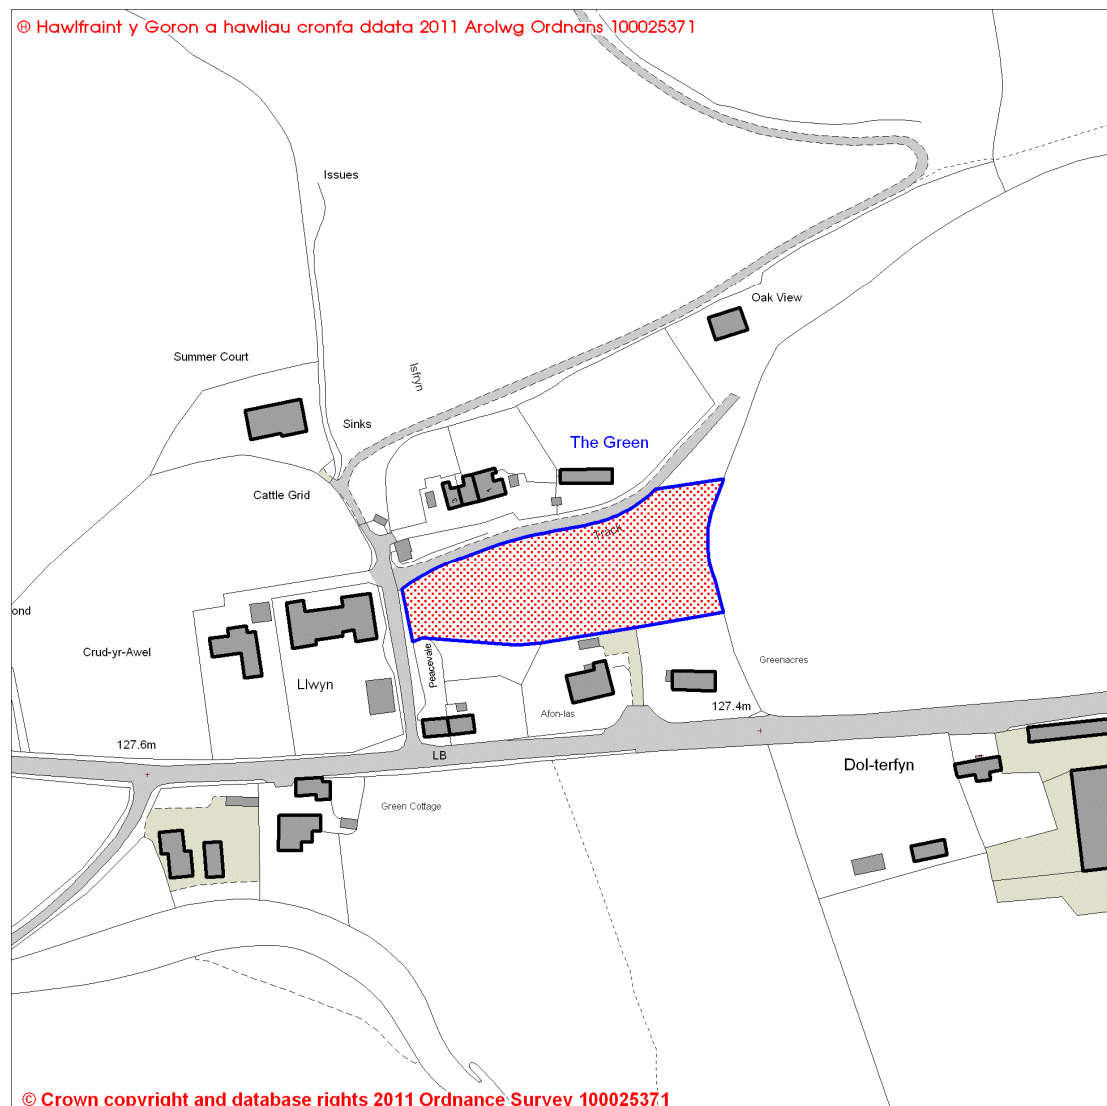 Ⓗ Hawlfraint y Goron a hawliau cronfa ddata 2011 Arolwg Ordnans 100025371
Issues
Oak View
Summer Court
Isfryn
Sinks
The Green
Cattle Grid
Track
ond
Crud-yr-Awel
Peacevale
Greenacres
Llwyn
127.4m
Afon-las
127.6m
LB
Dol-terfyn
Green Cottage
© Crown copyright and database rights 2011 Ordnance Survey 100025371